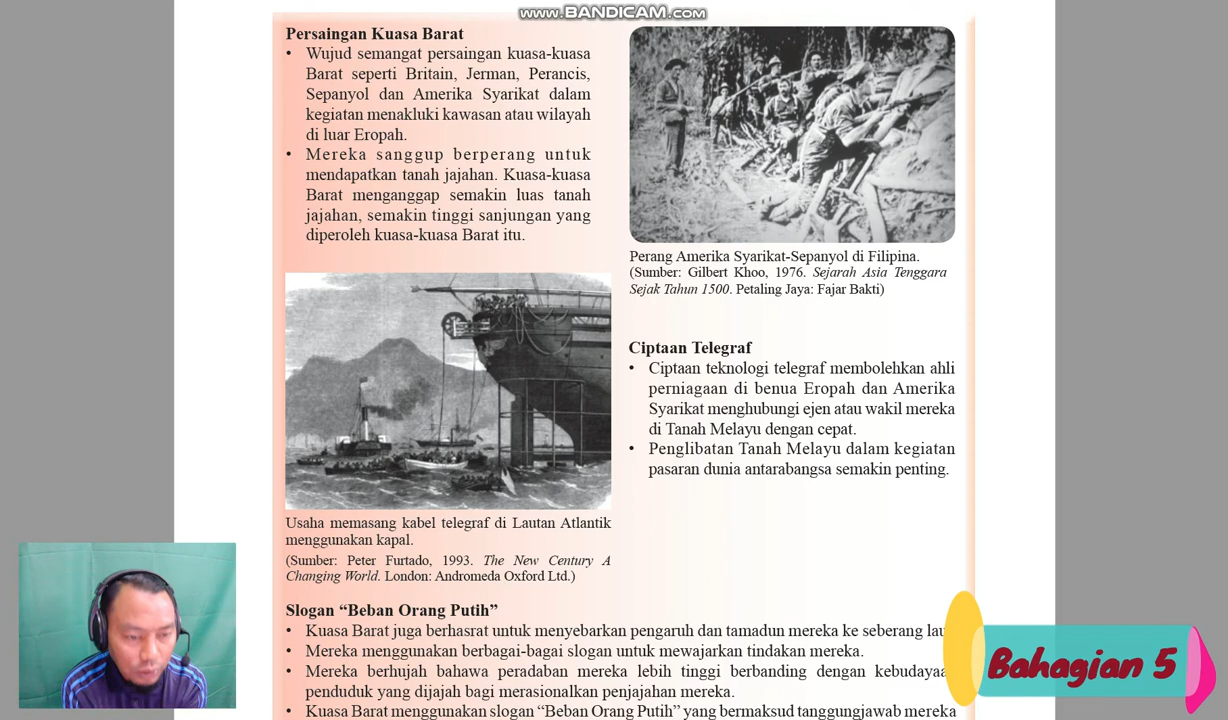 www.BANDICAM.com
Persaingan Kuasa Barat
• Wujud semangat persaingan kuasa-kuasa
Barat seperti Britain, Jerman, Perancis,
Sepanyol dan Amerika Syarikat dalam
kegiatan menakluki kawasan atau wilayah
di luar Eropah.
• Mereka sanggup berperang untuk
mendapatkan tanah jajahan. Kuasa-kuasa
Barat menganggap semakin luas tanah
jajahan, semakin tinggi sanjungan yang
diperoleh kuasa-kuasa Barat itu.
Perang Amerika Syarikat-Sepanyol di Filipina.
(Sumber: Gilbert Khoo, 1976. Sejarah Asia Tenggara
Sejak Tahun 1500. Petaling Jaya: Fajar Bakti)
Usaha memasang kabel telegraf di Lautan Atlantik
menggunakan kapal.
(Sumber: Peter Furtado, 1993. The New Century A
Changing World. London: Andromeda Oxford Ltd.)
Ciptaan Telegraf
• Ciptaan teknologi telegraf membolehkan ahli
perniagaan di benua Eropah dan Amerika
Syarikat menghubungi ejen atau wakil mereka
di Tanah Melayu dengan cepat.
• Penglibatan Tanah Melayu dalam kegiatan
pasaran dunia antarabangsa semakin penting.
Slogan “Beban Orang Putih”
• Kuasa Barat juga berhasrat untuk menyebarkan pengaruh dan tamadun mereka ke seberang
• Mereka menggunakan berbagai-bagai slogan untuk mewajarkan tindakan mereka.
• Mereka berhujah bahawa peradaban mereka lebih tinggi berbanding dengan
penduduk yang dijajah bagi merasionalkan penjajahan mereka.
• Kuasa Barat menggunakan slogan “Beban Orang Putih” yang bermaksud tanggungjawab mereka
Bahagian 5